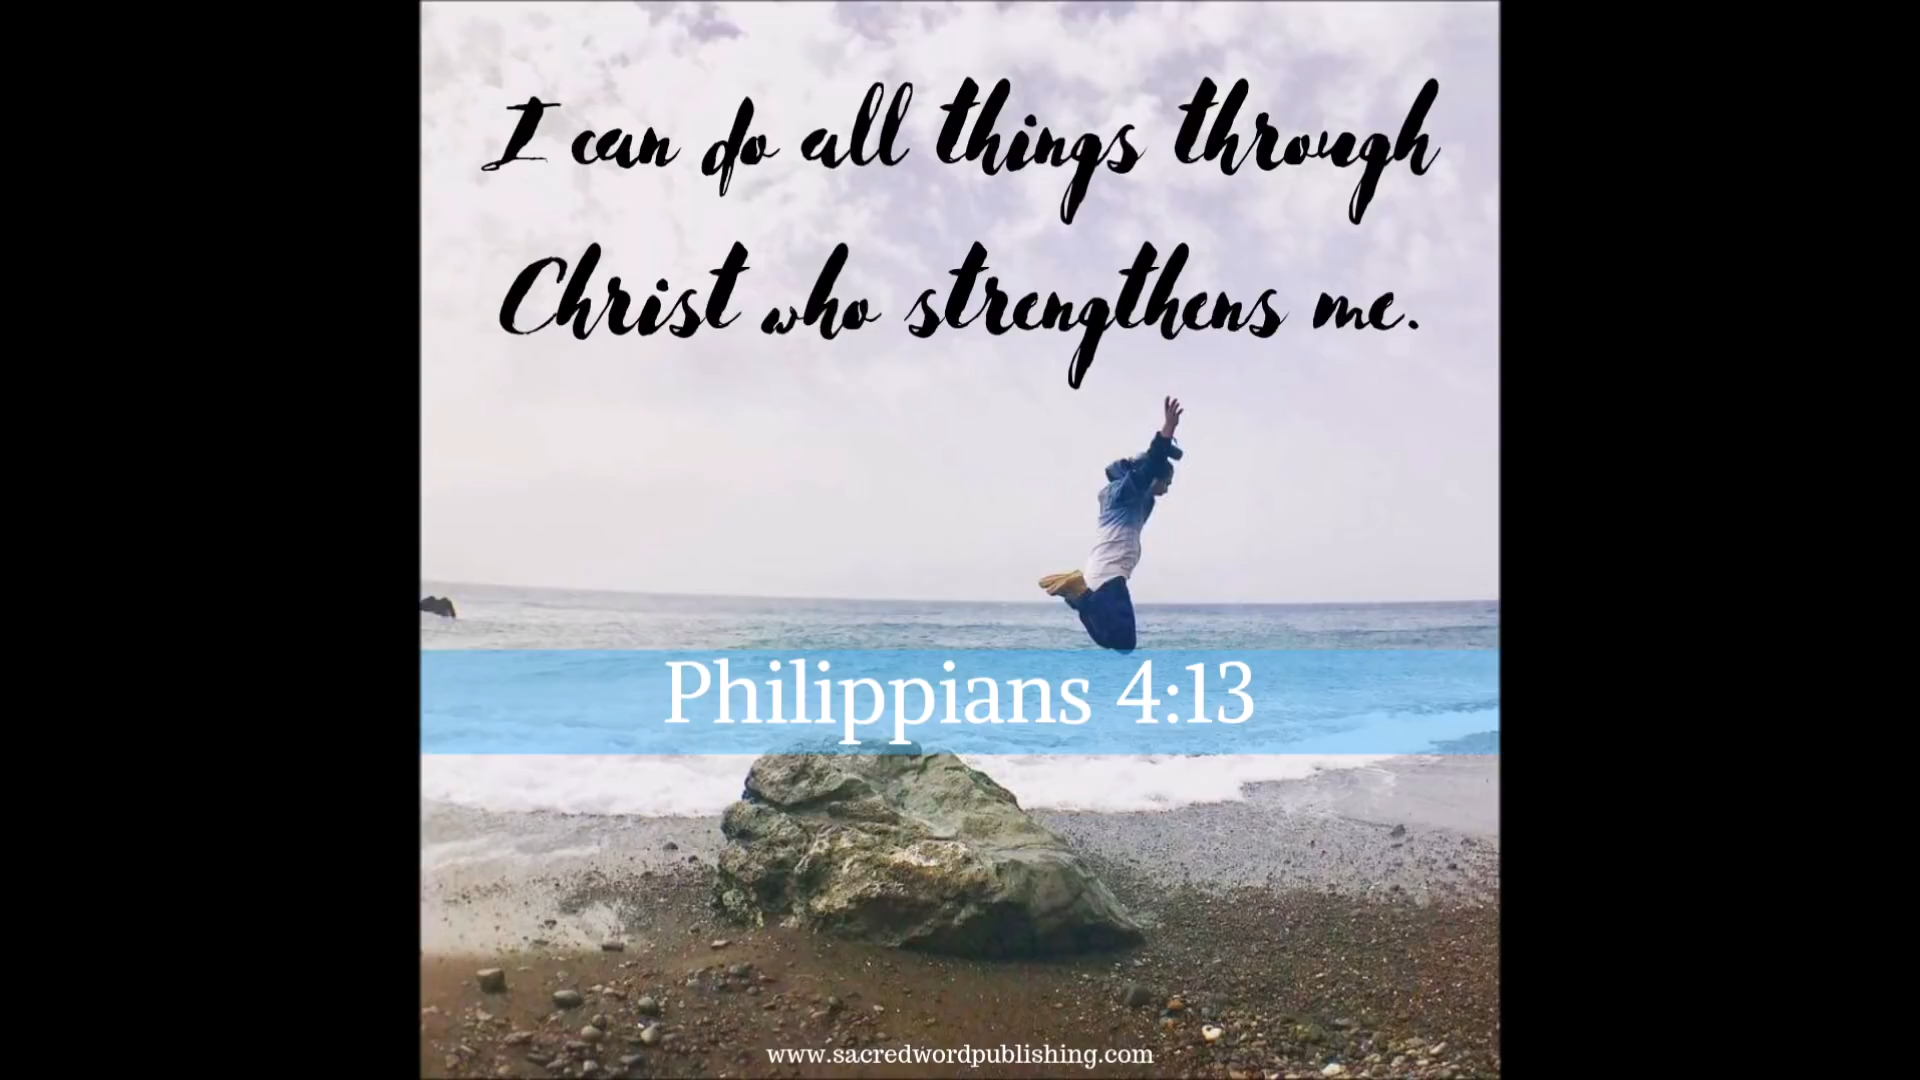 I can do all things through
Christ who strengthens me.
Philippians 4:13
www.sacredwordpublishing.com